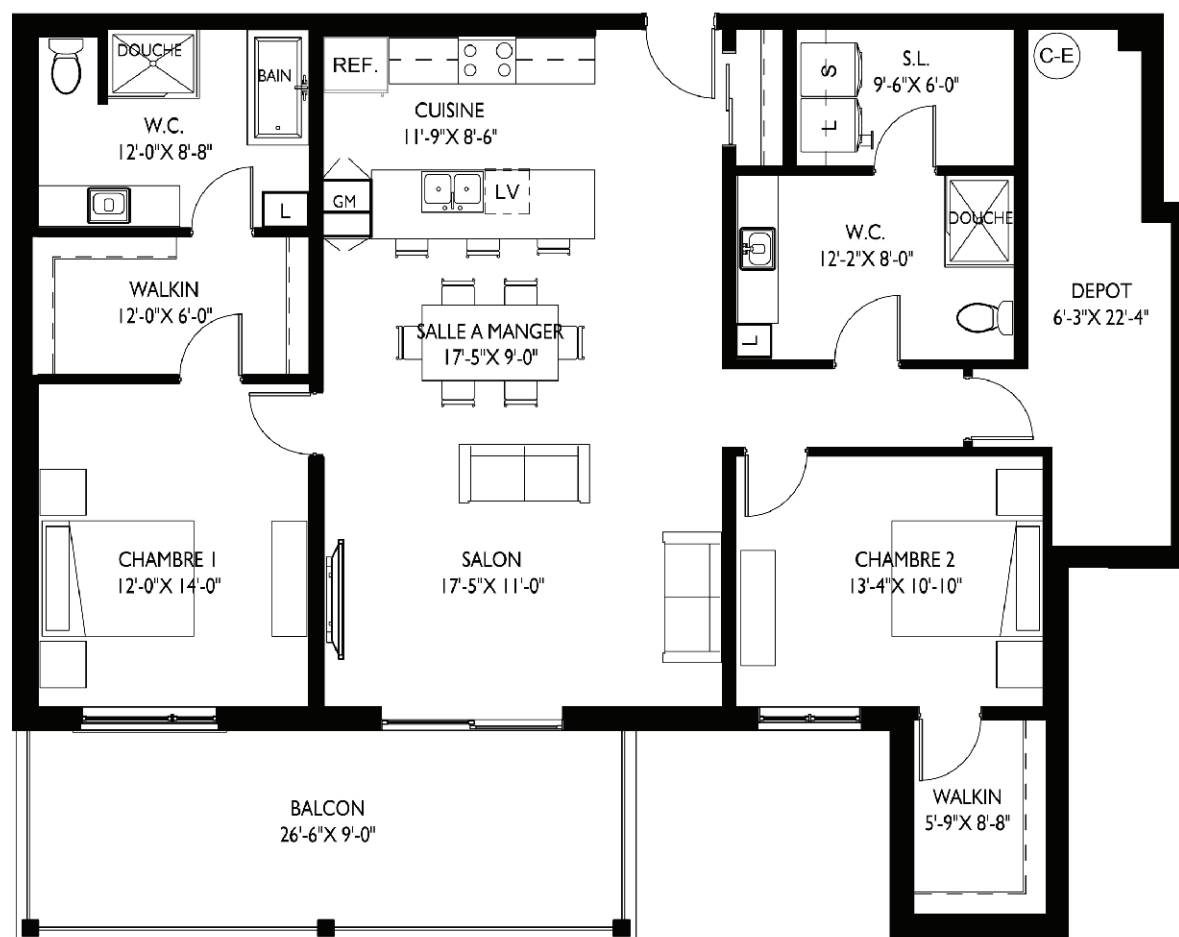 DOUCHE
BAIN
W.C.
12'-0"X 8'-8"
L
REF.
CUISINE
11'-9"X 8'-6"
GM
LV
S
L
S.L.
9'-6"X 6'-0"
C-E
W.C.
12'-2"X 8'-0"
DOUCHE
L
DEPOT
6'-3"X 22'-4"
WALKIN
12'-0"X 6'-0"
SALLE A MANGER
17'-5"X 9'-0"
CHAMBRE 1
12'-0"X 14'-0"
SALON
17'-5"X 11'-0"
CHAMBRE 2
13'-4"X 10'-10"
BALCON
26'-6"X 9'-0"
WALKIN
5'-9"X 8'-8"